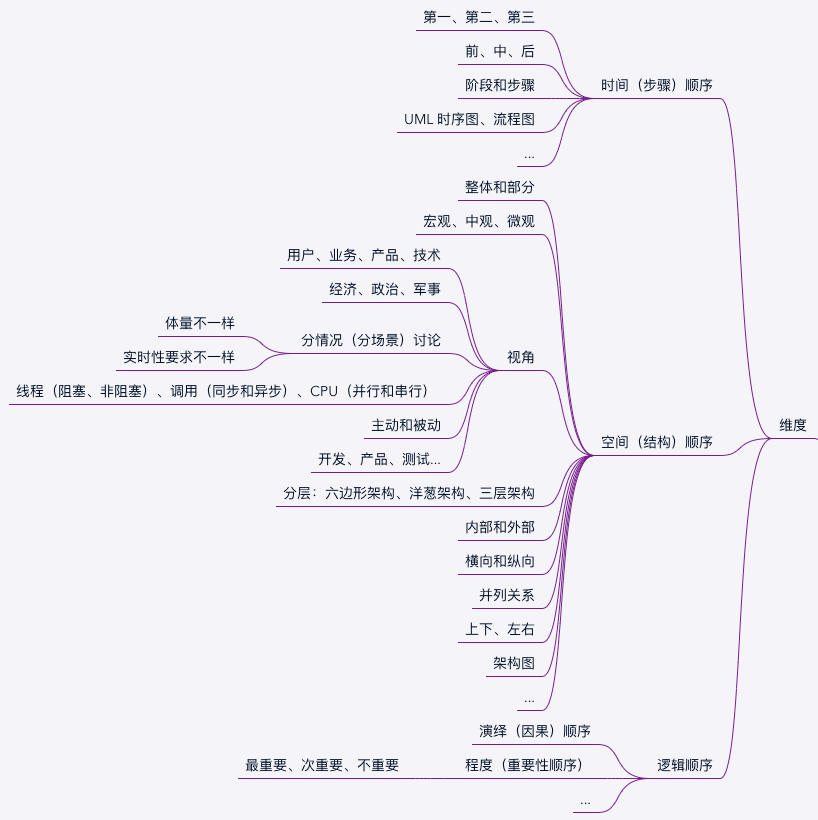 第一、第二、第三
前、中、后
阶段和步骤
时间（步骤）顺序
UML 时序图、流程图
...
整体和部分
宏观、中观、微观
用户、业务、产品、技术
经济、政治、军事
体量不一样
分情况（分场景）讨论
实时性要求不一样
视角
线程（阻塞、非阻塞）、调用（同步和异步）、CPU（并行和串行）
主动和被动
维度
空间（结构）顺序
开发、产品、测试...
分层：六边形架构、洋葱架构、三层架构
内部和外部
横向和纵向
并列关系
上下、左右
架构图
...
演绎（因果）顺序
最重要、次重要、不重要
程度（重要性顺序）
逻辑顺序
...